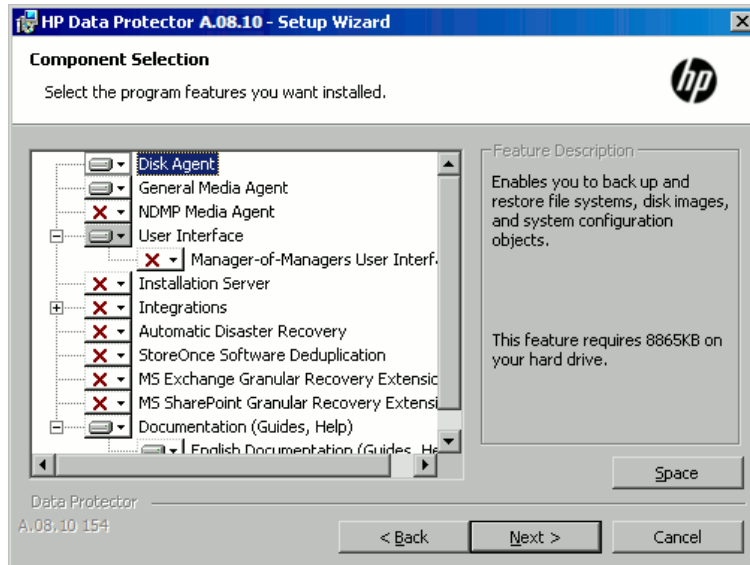 HP Data Protector A.08.10 - Setup Wizard
Component Selection
Select the program features you want installed.
hp
Disk Agent
General Media Agent
NDMP Media Agent
User Interface
Manager-of-Managers User Interf
Installation Server
Integrations
Automatic Disaster Recovery
StoreOnce Software Deduplication
MS Exchange Granular Recovery Extensio
MS SharePoint Granular Recovery Extensi
Documentation (Guides, Help)
English Documentation (Guides, He
Feature Description
Enables you to back up and
restore file systems, disk images,
and system configuration
objects.
This feature requires 8865KB on
your hard drive.
Space
Data Protector
A.08.10 154
< Back
Next >
Cancel